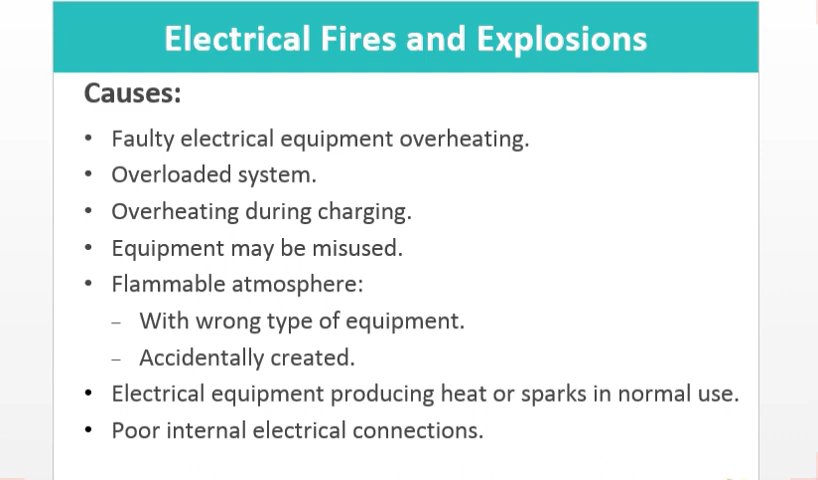 Electrical Fires and Explosions
Causes:
• Faulty electrical equipment overheating.
• Overloaded system.
• Overheating during charging.
• Equipment may be misused.
• Flammable atmosphere:
– With wrong type of equipment.
– Accidentally created.
• Electrical equipment producing heat or sparks in normal use.
• Poor internal electrical connections.